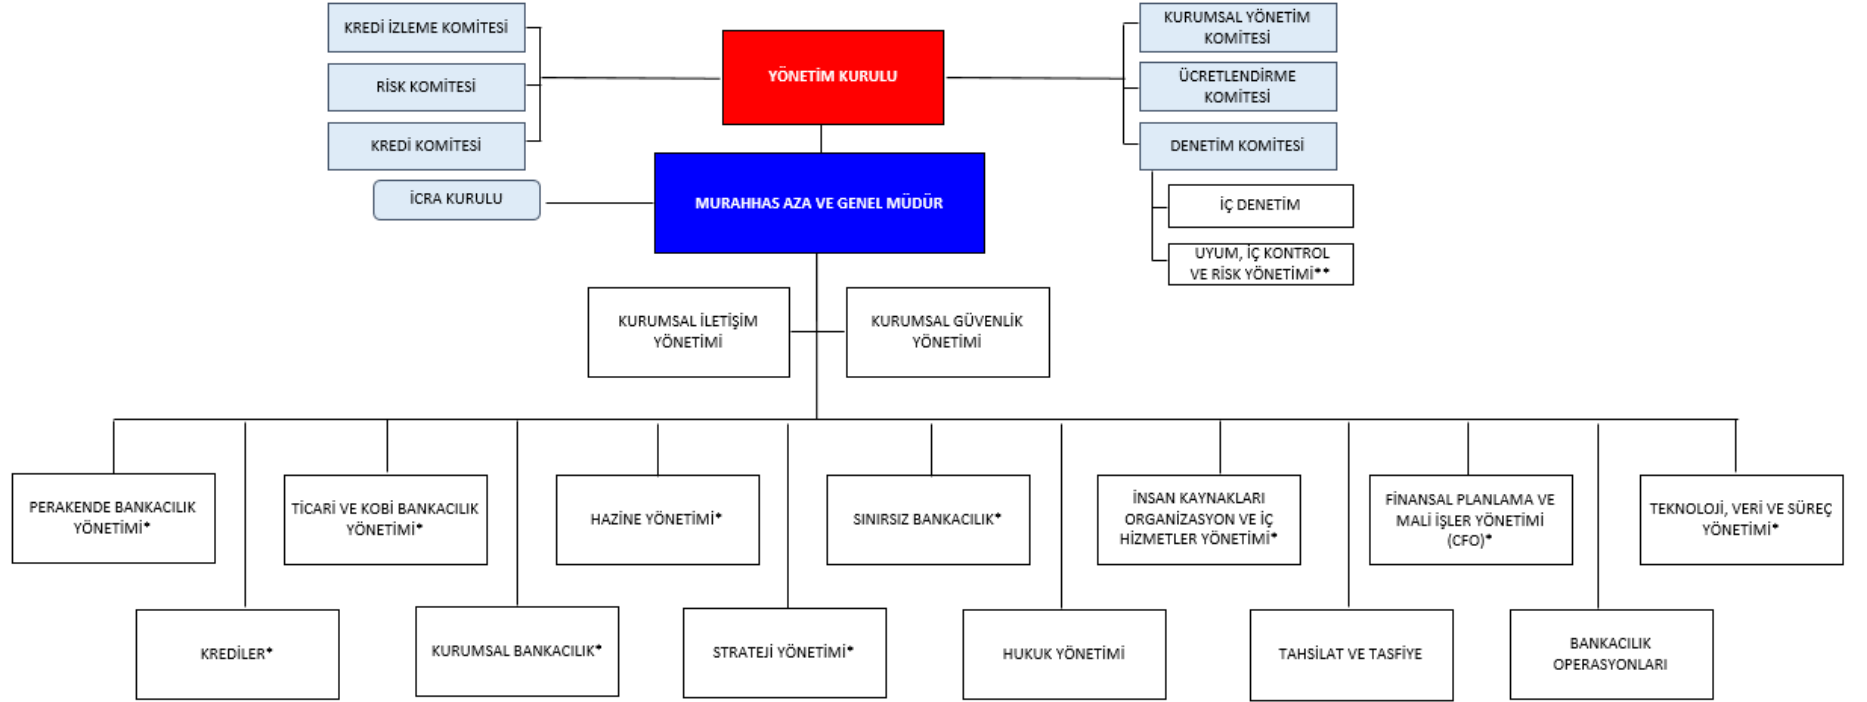 KREDİ İZLEME KOMİTESİ
RİSK KOMİTESİ
KREDİ KOMİTESİ
YÖNETİM KURULU
KURUMSAL YÖNETİM
KOMİTESİ
ÜCRETLENDİRME
KOMİTESİ
DENETİM KOMİTESİ
İCRA KURULU
MURAHHAS AZA VE GENEL MÜDÜR
İÇ DENETİM
UYUM, İÇ KONTROL
VE RİSK YÖNETİMİ**
KURUMSAL İLETİŞİM
YÖNETİMİ
KURUMSAL GÜVENLİK
YÖNETİMİ
PERAKENDE BANKACILIK
YÖNETİMİ*
TİCARİ VE KOBİ BANKACILIK
YÖNETİMİ*
HAZİNE YÖNETİMİ*
SINIRSIZ BANKACILIK*
İNSAN KAYNAKLARI
ORGANİZASYON VE İÇ
HİZMETLER YÖNETİMİ*
FİNANSAL PLANLAMA VE
MALİ İŞLER YÖNETİMİ
(CFO)*
TEKNOLOJİ, VERİ VE SÜREÇ
YÖNETİMİ*
KREDİLER*
KURUMSAL BANKACILIK*
STRATEJİ YÖNETİMİ*
HUKUK YÖNETIMI
TAHSİLAT VE TASFİYE
BANKACILIK
OPERASYONLARI